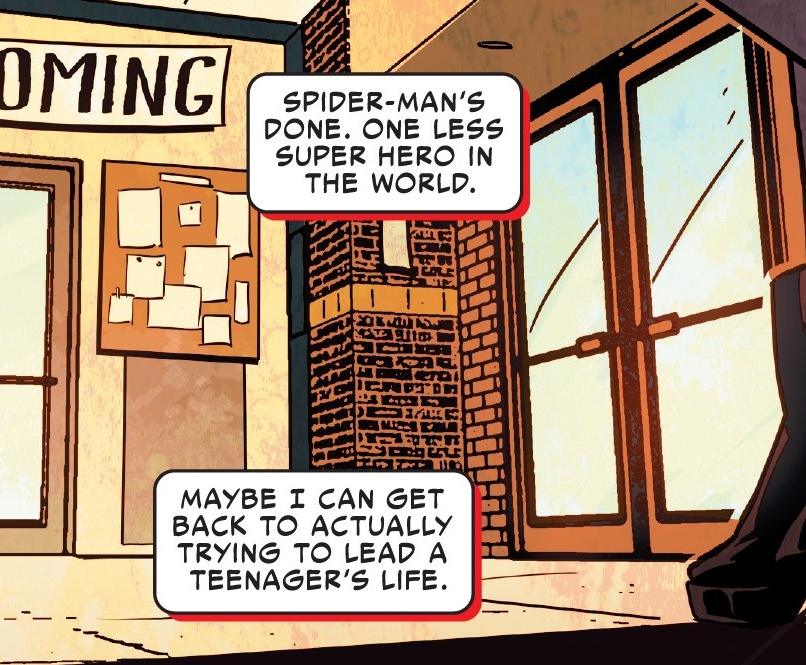 OMING
SPIDER-MAN'S
DONE. ONE LESS
SUPER HERO IN
THE WORLD.
MAYBE I CAN GET
BACK TO ACTUALLY
TRYING TO LEAD A
TEENAGER'S LIFE.